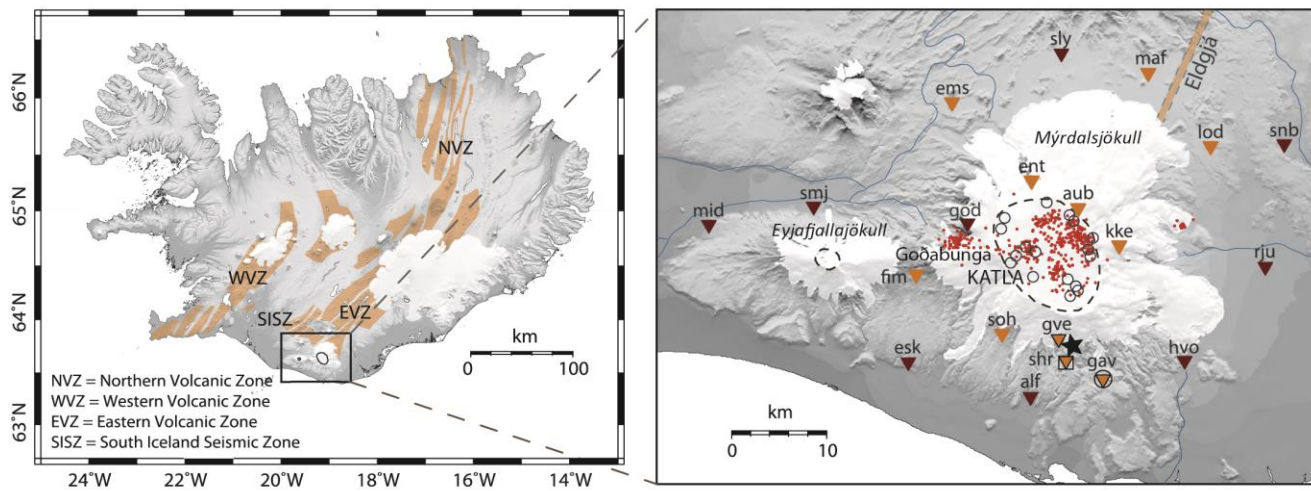 66°N
65°N
64°N
63°N
24°W
22°W
20°W
18°W
16°W
14°W
NVZ
WVZ
SISZ
EVZ
km
0
100
NVZ = Northern Volcanic Zone
WVZ = Western Volcanic Zone
EVZ = Eastern Volcanic Zone
SISZ = South Iceland Seismic Zone
sly
maf
Eldgjá
ems
Mýrdalsjökull
lod
snb
ent
aub
smj
mid
god
kke
Eyjafjallajökull
Goðabunga
rju
fim
KATLA
soh
gve
esk
shr
gav
hvo
alf
km
0
10